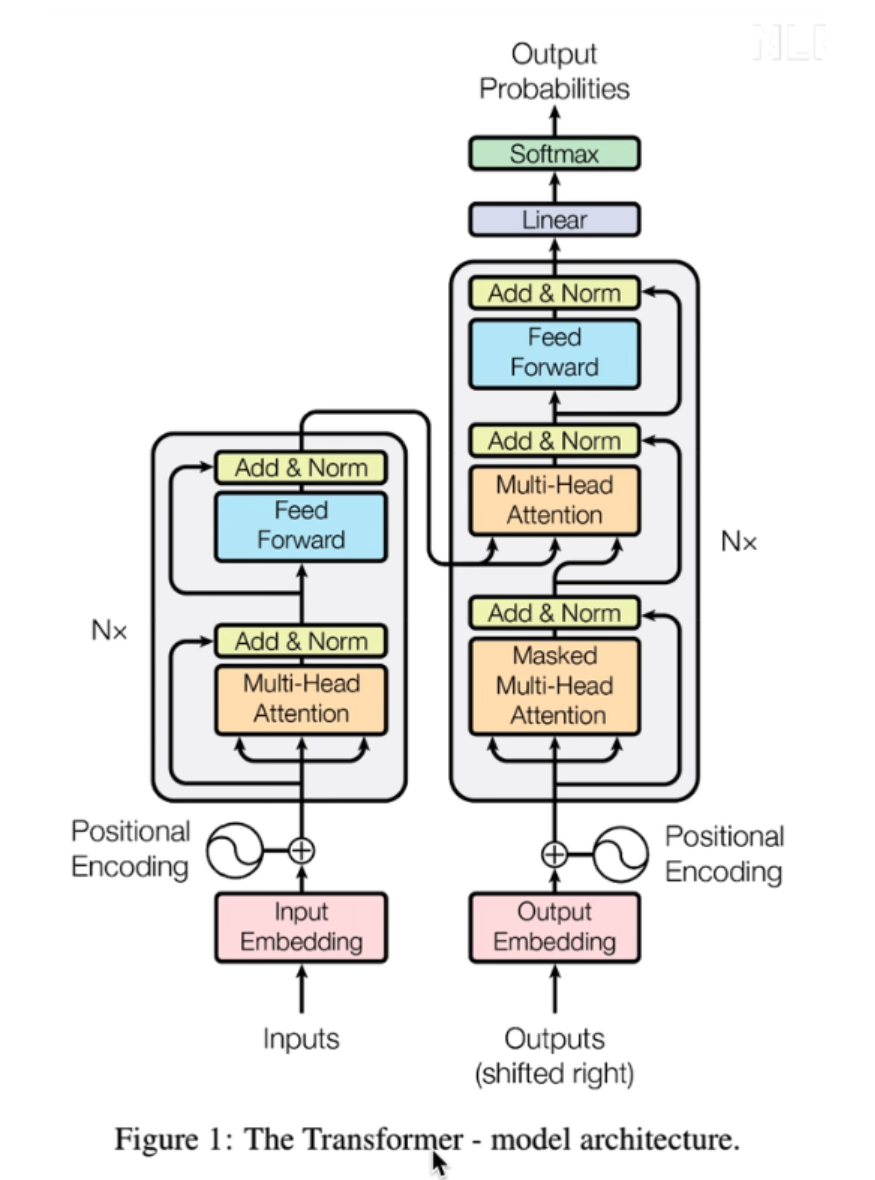 NLP
Output
Probabilities
Softmax
Linear
Add & Norm
Feed
Forward
Add & Norm
Multi-Head
Attention
Nx
Add & Norm
Masked
Multi-Head
Attention
Add & Norm
Feed
Forward
Nx
Add & Norm
Multi-Head
Attention
Positional
Encoding
Positional
Encoding
Input
Embedding
Output
Embedding
Inputs
Outputs
(shifted right)
Figure 1: The Transformer - model architecture.